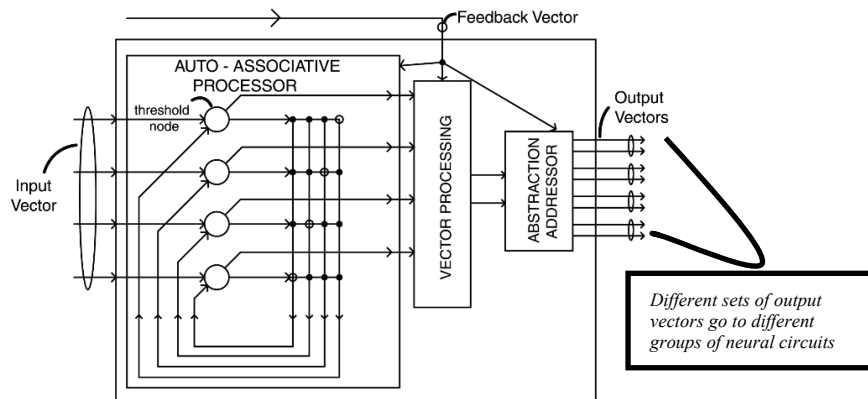 Feedback Vector
AUTO - ASSOCIATIVE
PROCESSOR
threshold
node
Input
Vector
VECTOR PROCESSING
ABSTRACTION
ADDRESSOR
Output
Vectors
Different sets of output
vectors go to different
groups of neural circuits